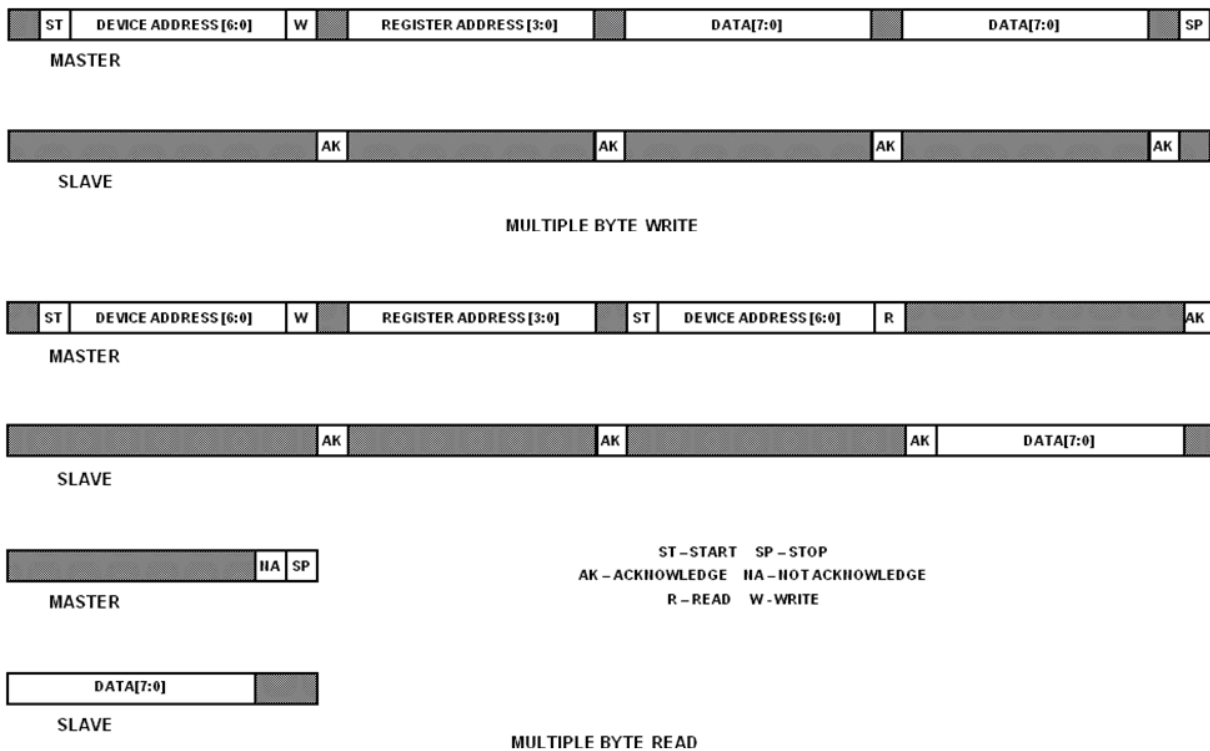 ST DEVICE ADDRESS [6:0] W REGISTER ADDRESS [3:0] DATA[7:0] DATA[7:0] SP
MASTER
AK AK AK AK
SLAVE
MULTIPLE BYTE WRITE
ST DEVICE ADDRESS [6:0] W REGISTER ADDRESS [3:0] ST DEVICE ADDRESS [6:0] R AK
MASTER
AK AK AK DATA[7:0]
SLAVE
NA SP
MASTER
ST – START SP – STOP
AK – ACKNOWLEDGE NA – NOT ACKNOWLEDGE
R – READ W - WRITE
DATA[7:0]
SLAVE
MULTIPLE BYTE READ